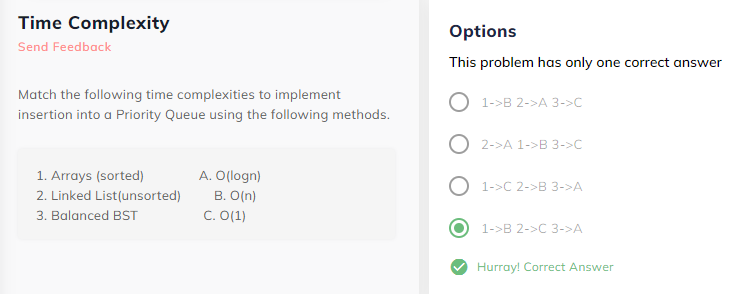 Time Complexity
Send Feedback
Match the following time complexities to implement
insertion into a Priority Queue using the following methods.
1. Arrays (sorted) A. O(logn)
2. Linked List(unsorted) B. O(n)
3. Balanced BST C. O(1)
Options
This problem has only one correct answer
1->B 2->A 3->C
2->A 1->B 3->C
1->C 2->B 3->A
1->B 2->C 3->A
Hurray! Correct Answer